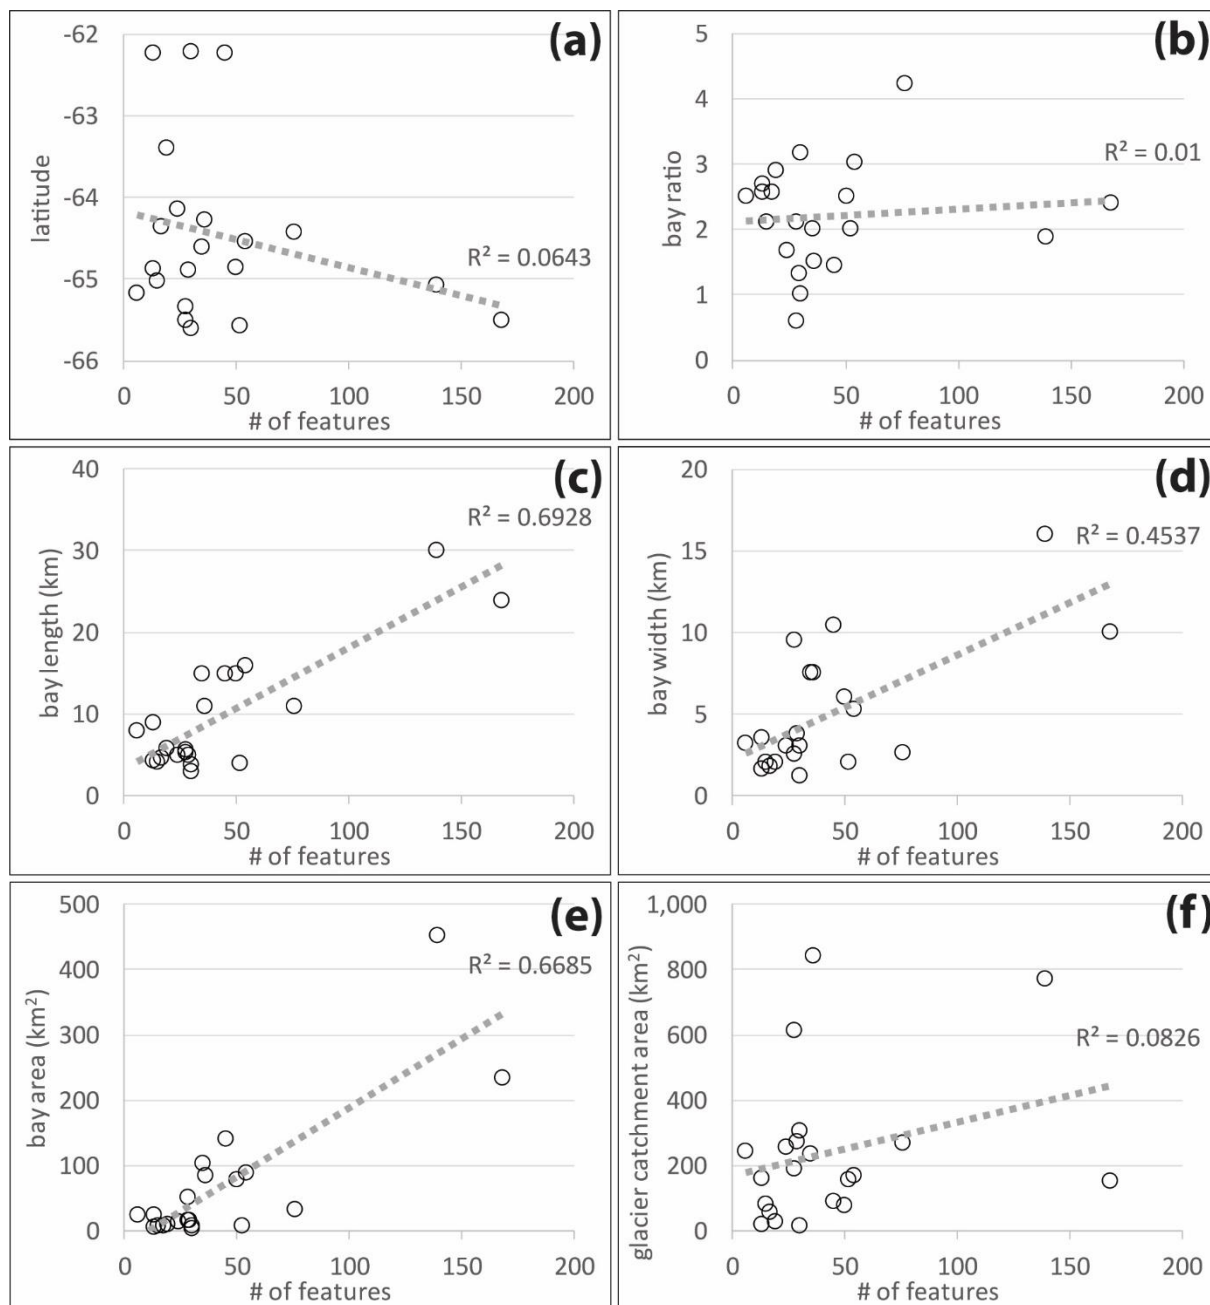 (a)
-62
-63
-64
-65
-66
latitude
R² = 0.0643
0 50 100 150 200
# of features
(b)
5
4
3
2
1
0
bay ratio
R² = 0.01
0 50 100 150 200
# of features
(c)
40
30
20
10
0
bay length (km)
R² = 0.6928
0 50 100 150 200
# of features
(d)
20
15
10
5
0
bay width (km)
R² = 0.4537
0 50 100 150 200
# of features
(e)
500
400
300
200
100
0
bay area (km²)
R² = 0.6685
0 50 100 150 200
# of features
(f)
1,000
800
600
400
200
0
glacier catchment area (km²)
R² = 0.0826
0 50 100 150 200
# of features